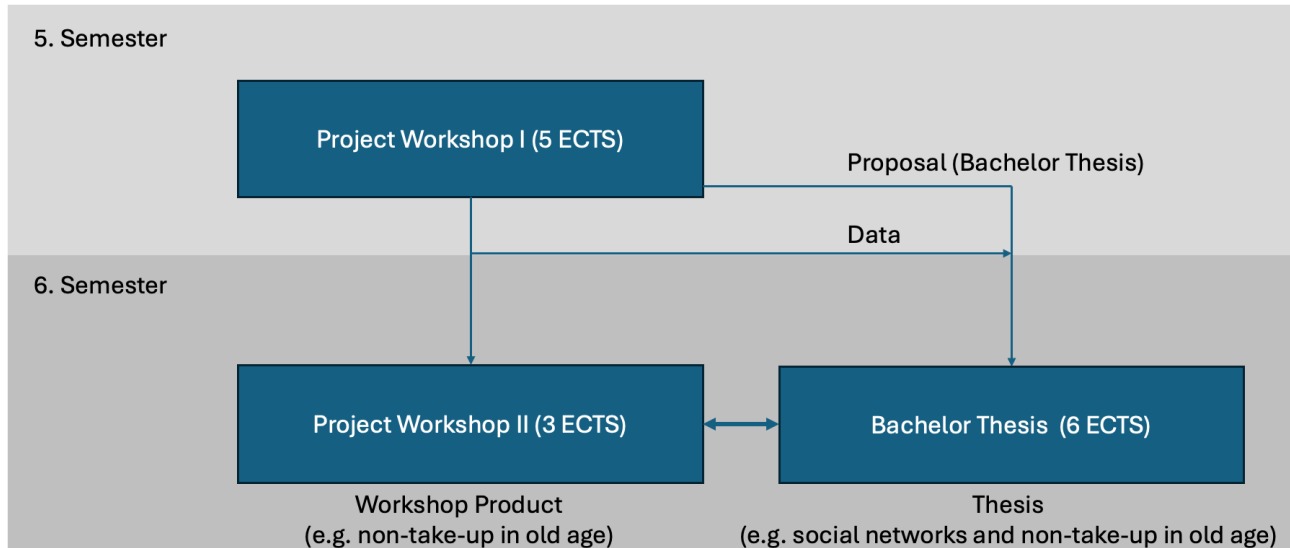 5. Semester
Project Workshop I (5 ECTS)
Proposal (Bachelor Thesis)
Data
6. Semester
Project Workshop II (3 ECTS)
Bachelor Thesis  (6 ECTS)
Workshop Product
(e.g. non-take-up in old age)
Thesis
(e.g. social networks and non-take-up in old age)